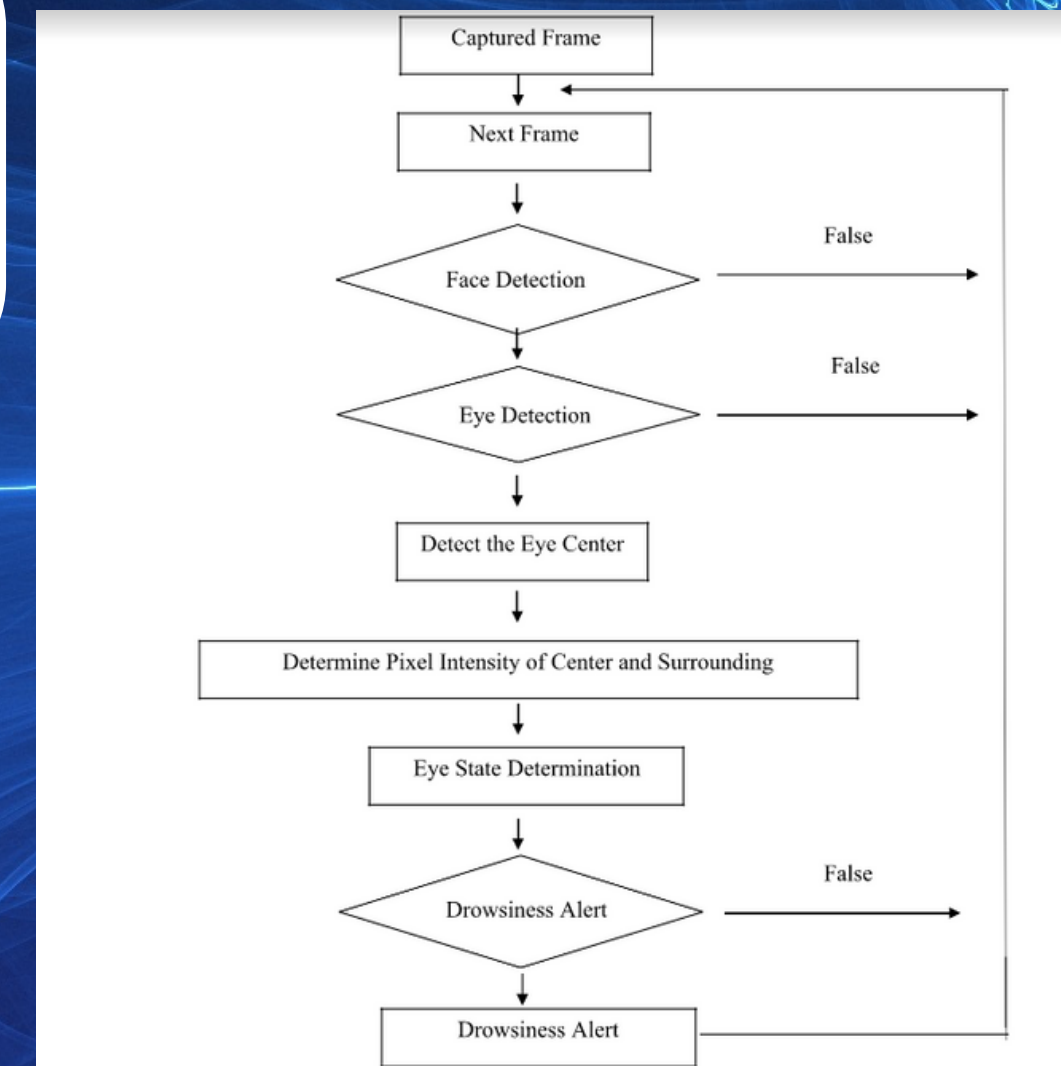 Captured Frame
Next Frame
False
Face Detection
False
Eye Detection
Detect the Eye Center
Determine Pixel Intensity of Center and Surrounding
Eye State Determination
False
Drowsiness Alert
Drowsiness Alert